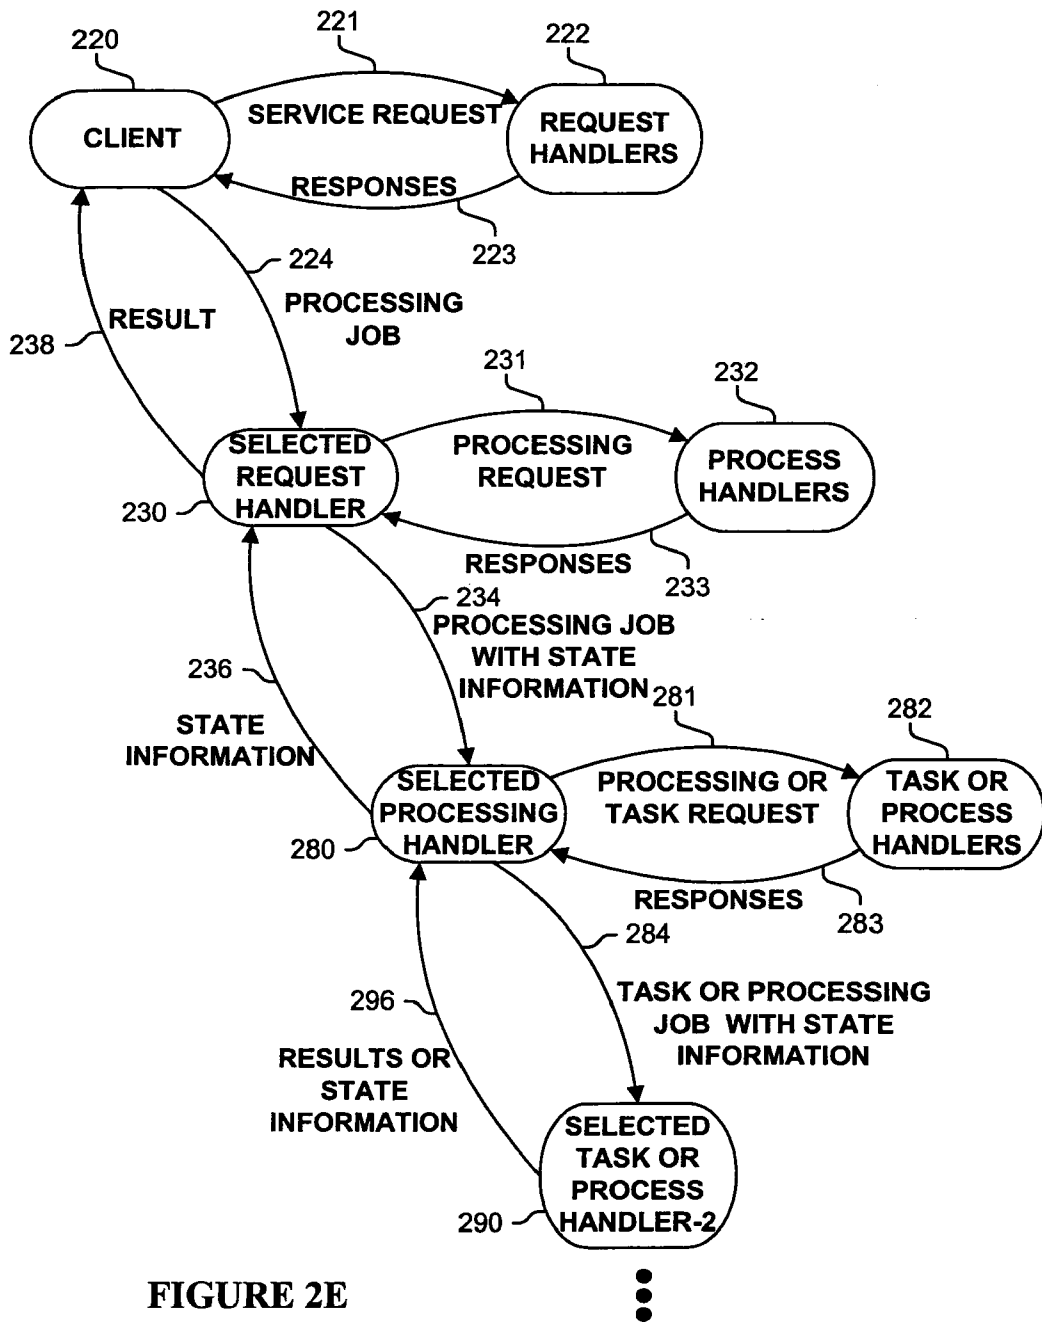 220
221
222
CLIENT
SERVICE REQUEST
REQUEST
HANDLERS
RESPONSES
223
224
PROCESSING
JOB
RESULT
238
231
232
SELECTED
REQUEST
HANDLER
230
PROCESSING
REQUEST
PROCESS
HANDLERS
RESPONSES
233
234
PROCESSING JOB
WITH STATE
INFORMATION
236
STATE
INFORMATION
281
282
SELECTED
PROCESSING
HANDLER
280
PROCESSING OR
TASK REQUEST
TASK OR
PROCESS
HANDLERS
RESPONSES
283
284
TASK OR PROCESSING
JOB WITH STATE
INFORMATION
296
RESULTS OR
STATE
INFORMATION
SELECTED
TASK OR
PROCESS
HANDLER-2
290
FIGURE 2E